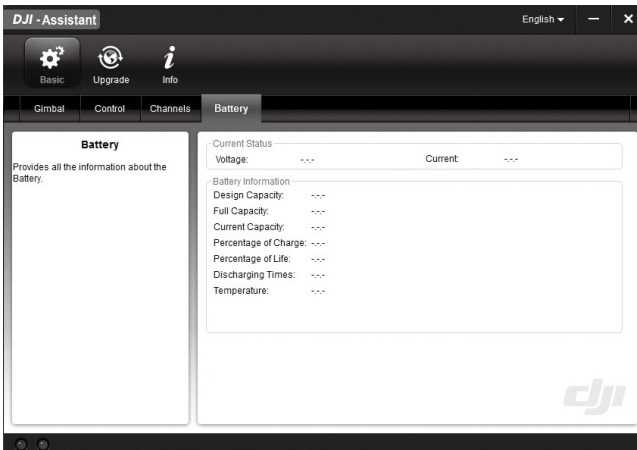 DJI - Assistant
English
Basic
Upgrade
Info
Gimbal
Control
Channels
Battery
Battery
Provides all the information about the
Battery.
Current Status
Voltage: -.-.- Current: -.-.-
Battery Information
Design Capacity: -.-.-
Full Capacity: -.-.-
Current Capacity: -.-.-
Percentage of Charge: -.-.-
Percentage of Life: -.-.-
Discharging Times: -.-.-
Temperature: -.-.-
dji